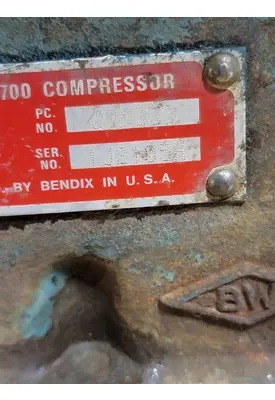 700 COMPRESSOR
PC.
NO.
SER.
NO.
BY BENDIX IN U.S.A.
BW